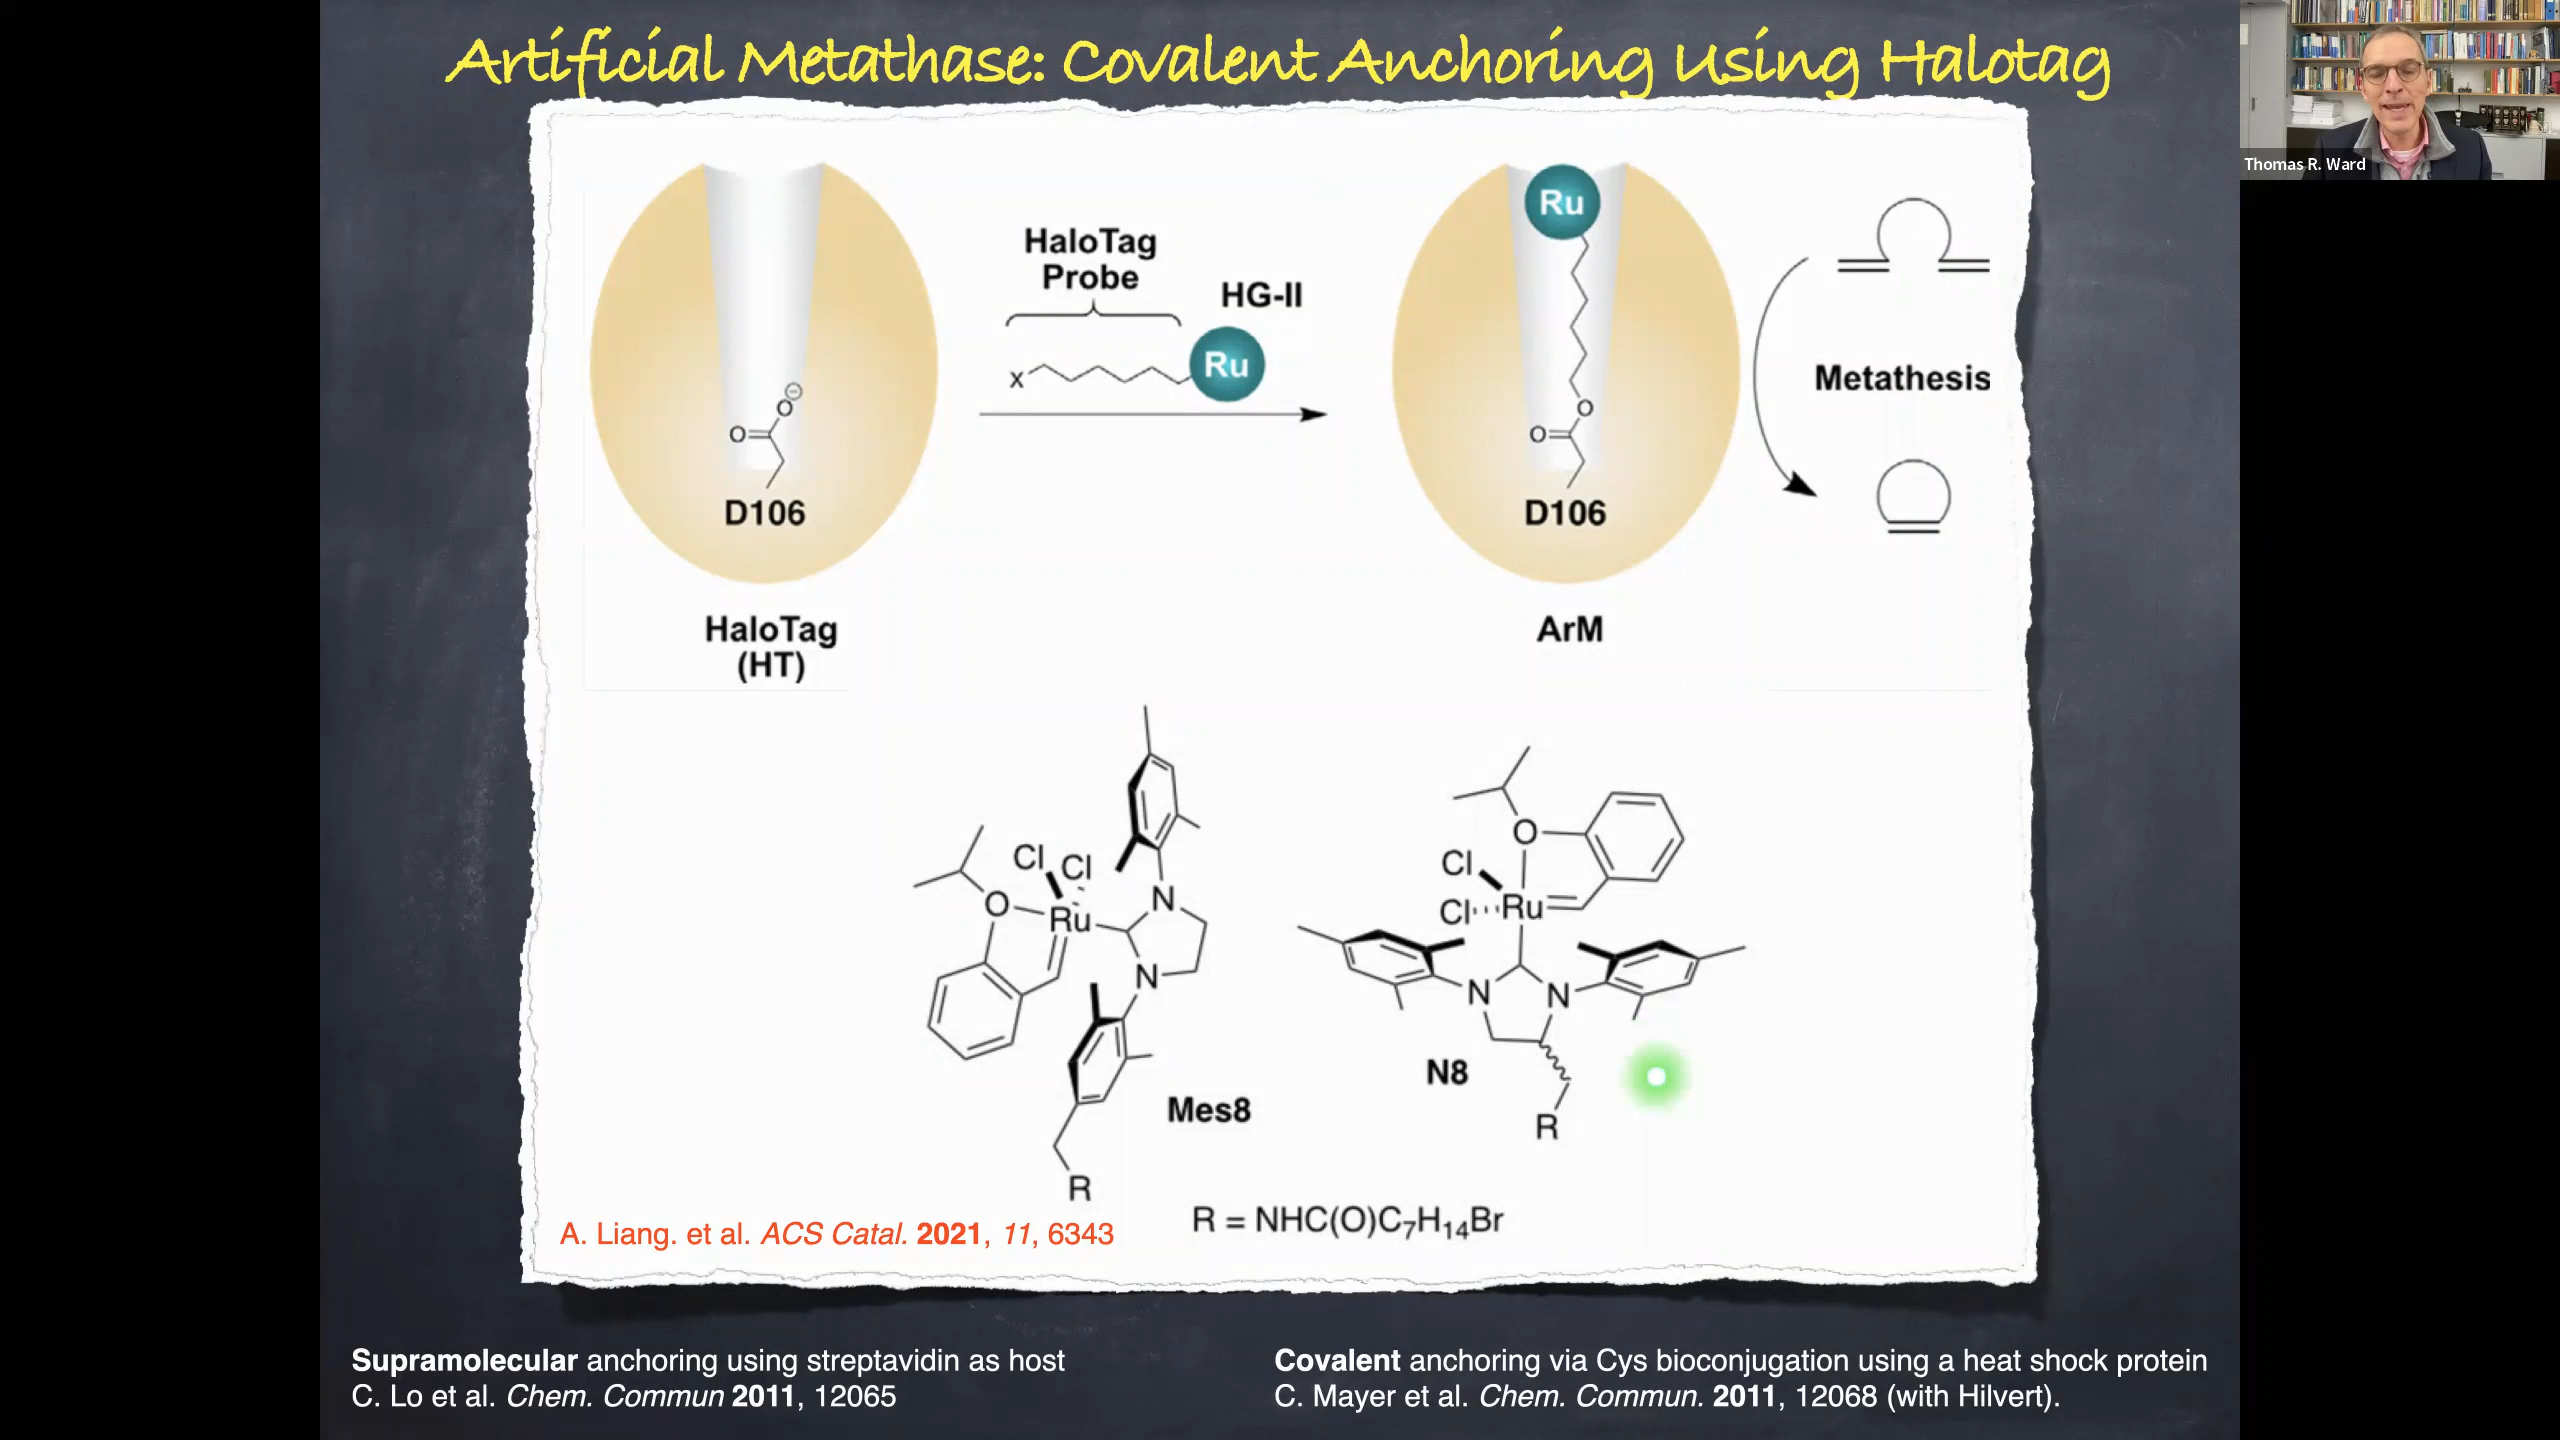 Artificial Metathase: Covalent Anchoring Using Halotag
Thomas R. Ward
HaloTag
Probe
HG-II
X
Ru
Ru
O
O
⊖
D106
HaloTag
(HT)
O
O
D106
ArM
Metathesis
Cl
Cl
O
Ru
N
N
R
Mes8
O
Cl
Cl
Ru
N
N
N8
R
R = NHC(O)C₇H₁₄Br
A. Liang. et al. ACS Catal. 2021, 11, 6343
Supramolecular anchoring using streptavidin as host
C. Lo et al. Chem. Commun 2011, 12065
Covalent anchoring via Cys bioconjugation using a heat shock protein
C. Mayer et al. Chem. Commun. 2011, 12068 (with Hilvert).